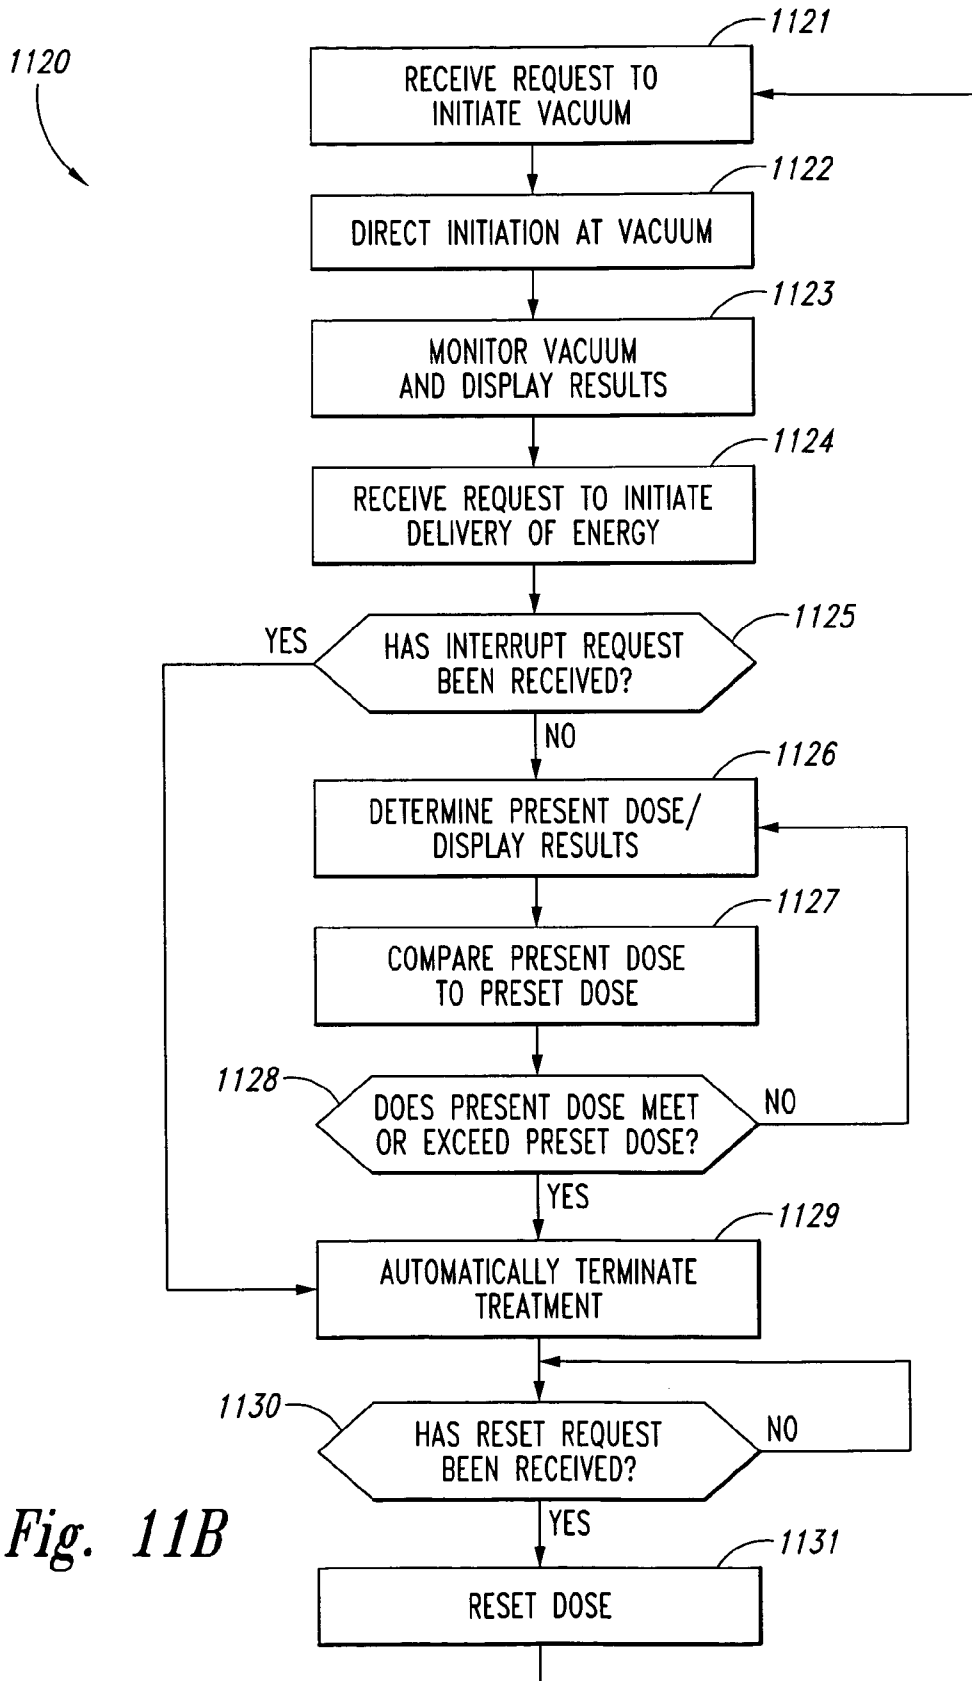 1120
1121
RECEIVE REQUEST TO
INITIATE VACUUM
1122
DIRECT INITIATION AT VACUUM
1123
MONITOR VACUUM
AND DISPLAY RESULTS
1124
RECEIVE REQUEST TO INITIATE
DELIVERY OF ENERGY
1125
YES
HAS INTERRUPT REQUEST
BEEN RECEIVED?
NO
1126
DETERMINE PRESENT DOSE/
DISPLAY RESULTS
1127
COMPARE PRESENT DOSE
TO PRESET DOSE
1128
DOES PRESENT DOSE MEET
OR EXCEED PRESET DOSE?
NO
YES
1129
AUTOMATICALLY TERMINATE
TREATMENT
1130
HAS RESET REQUEST
BEEN RECEIVED?
NO
YES
1131
RESET DOSE
Fig. 11B